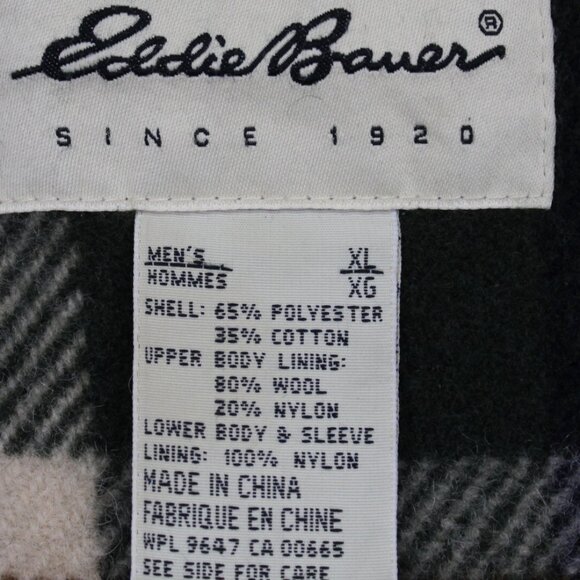 Eddie Bauer®
SINCE 1920
MEN'S XL
HOMMES XG
SHELL: 65% POLYESTER
35% COTTON
UPPER BODY LINING:
80% WOOL
20% NYLON
LOWER BODY & SLEEVE
LINING: 100% NYLON
MADE IN CHINA
FABRIQUE EN CHINE
WPL 9647 CA 00665
SEE SIDE FOR CARE